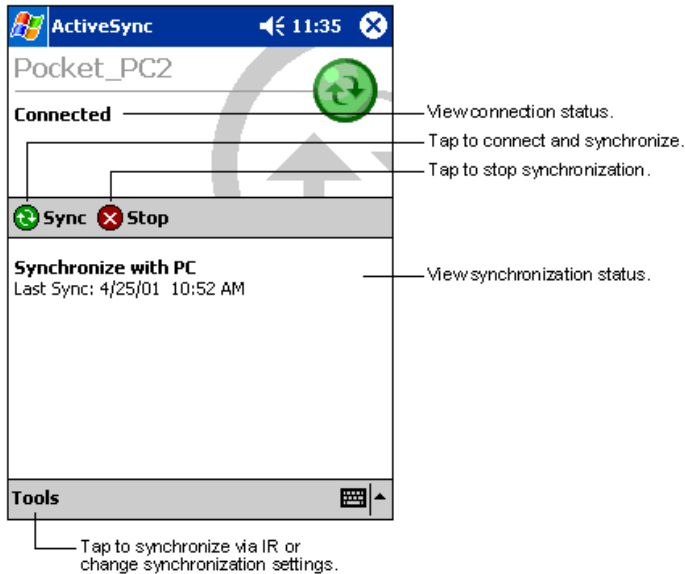 ActiveSync 11:35
Pocket_PC2
Connected
View connection status.
Tap to connect and synchronize.
Tap to stop synchronization.
Sync Stop
Synchronize with PC
Last Sync: 4/25/01 10:52 AM
View synchronization status.
Tools
Tap to synchronize via IR or
change synchronization settings.